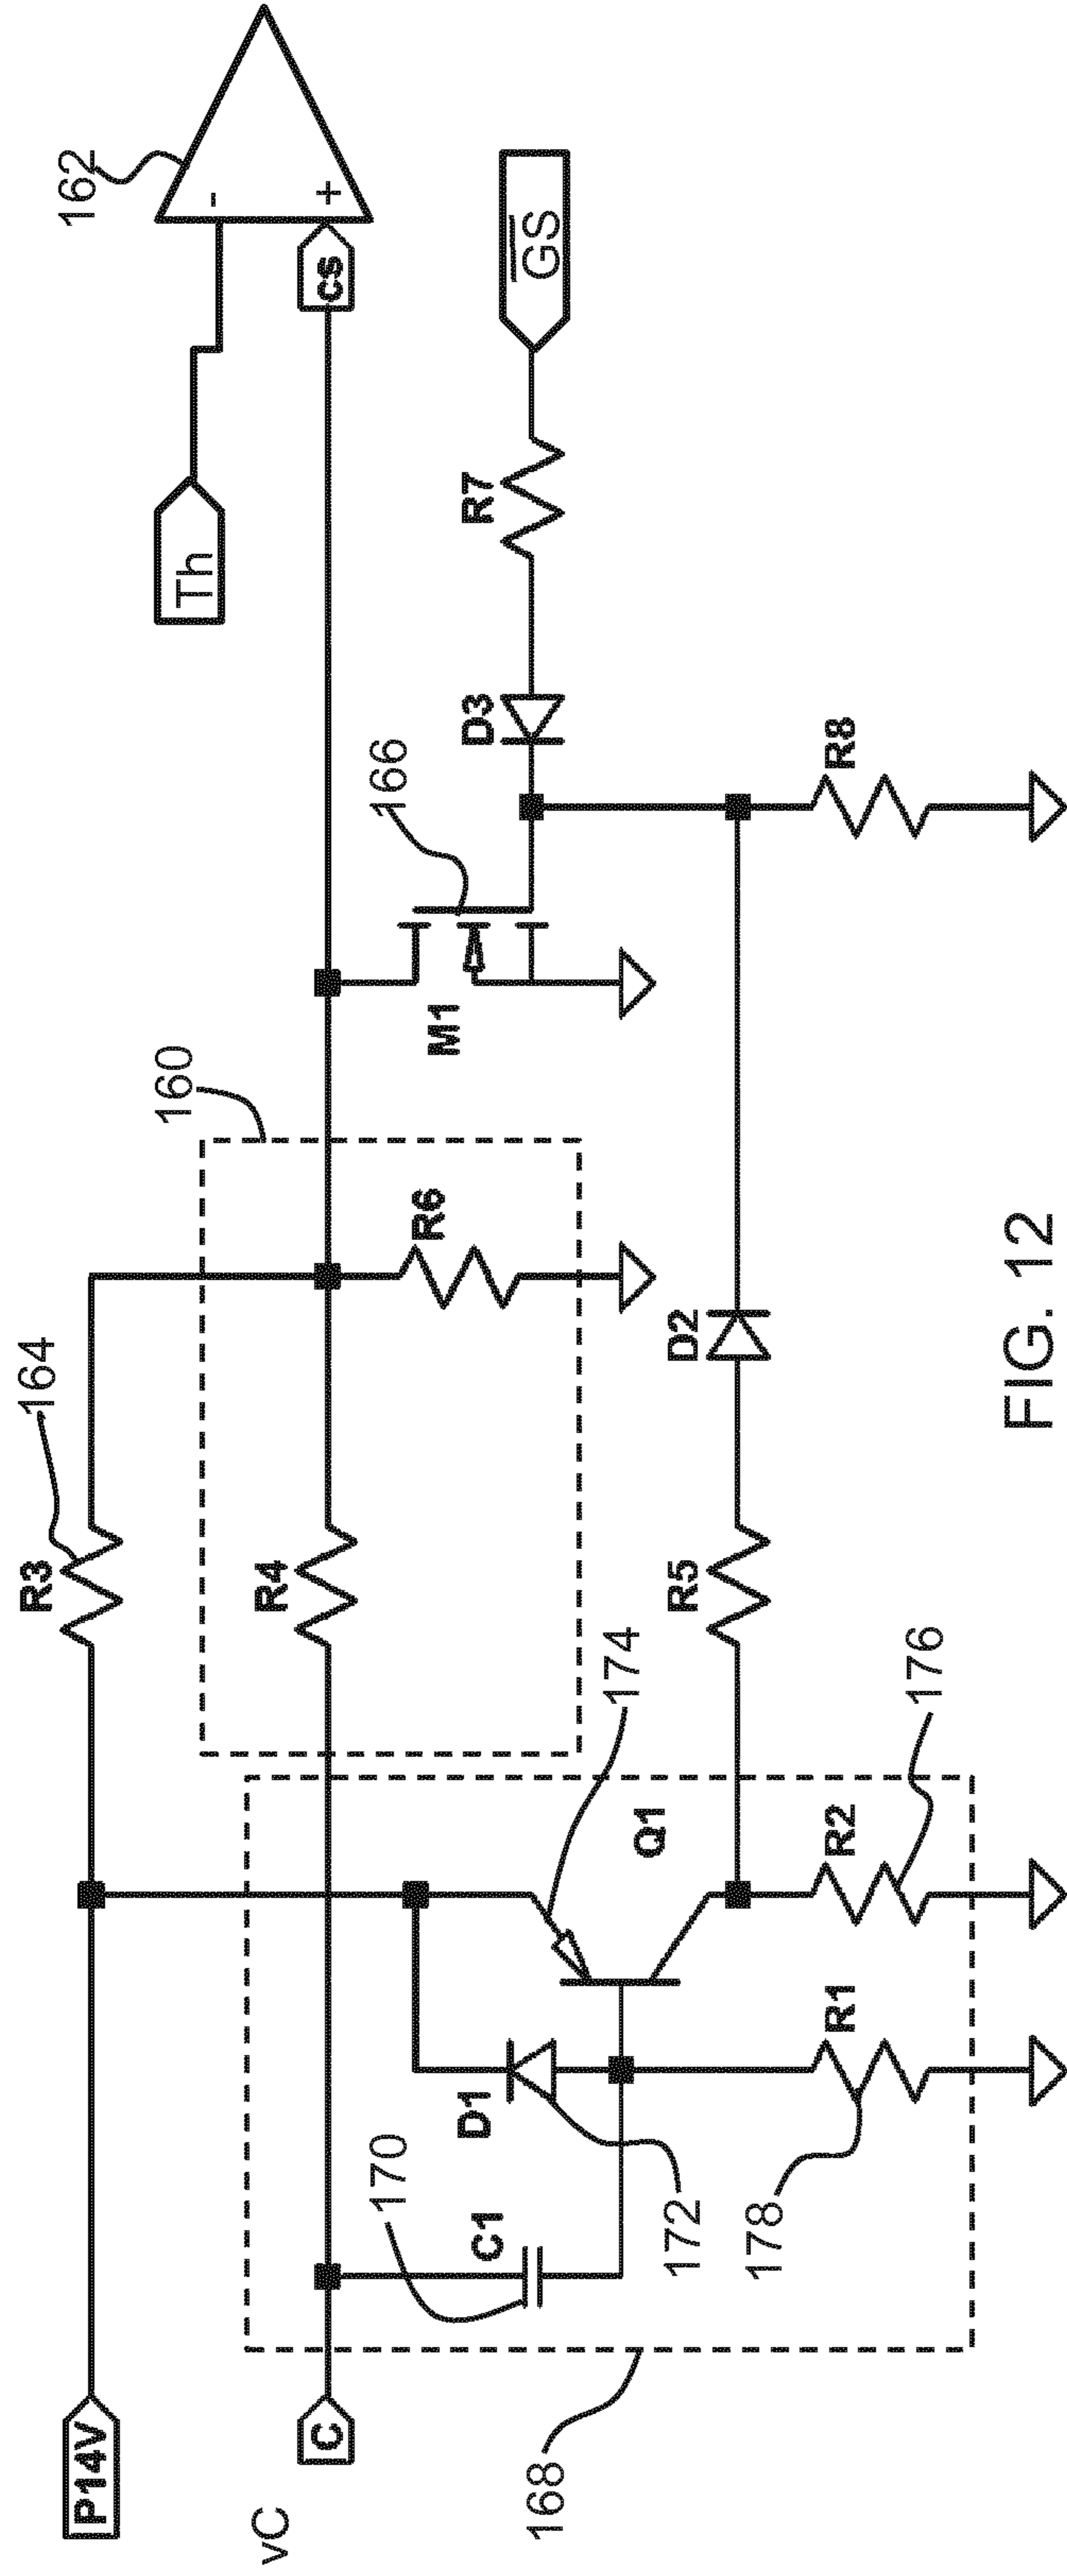 P14V
R3
164
160
Th
162
-
+
vC
C
R4
R6
cs
166
M1
D3
R7
G̅S̅
C1
170
D1
172
174
Q1
R5
D2
R8
168
178
R1
R2
176
FIG. 12